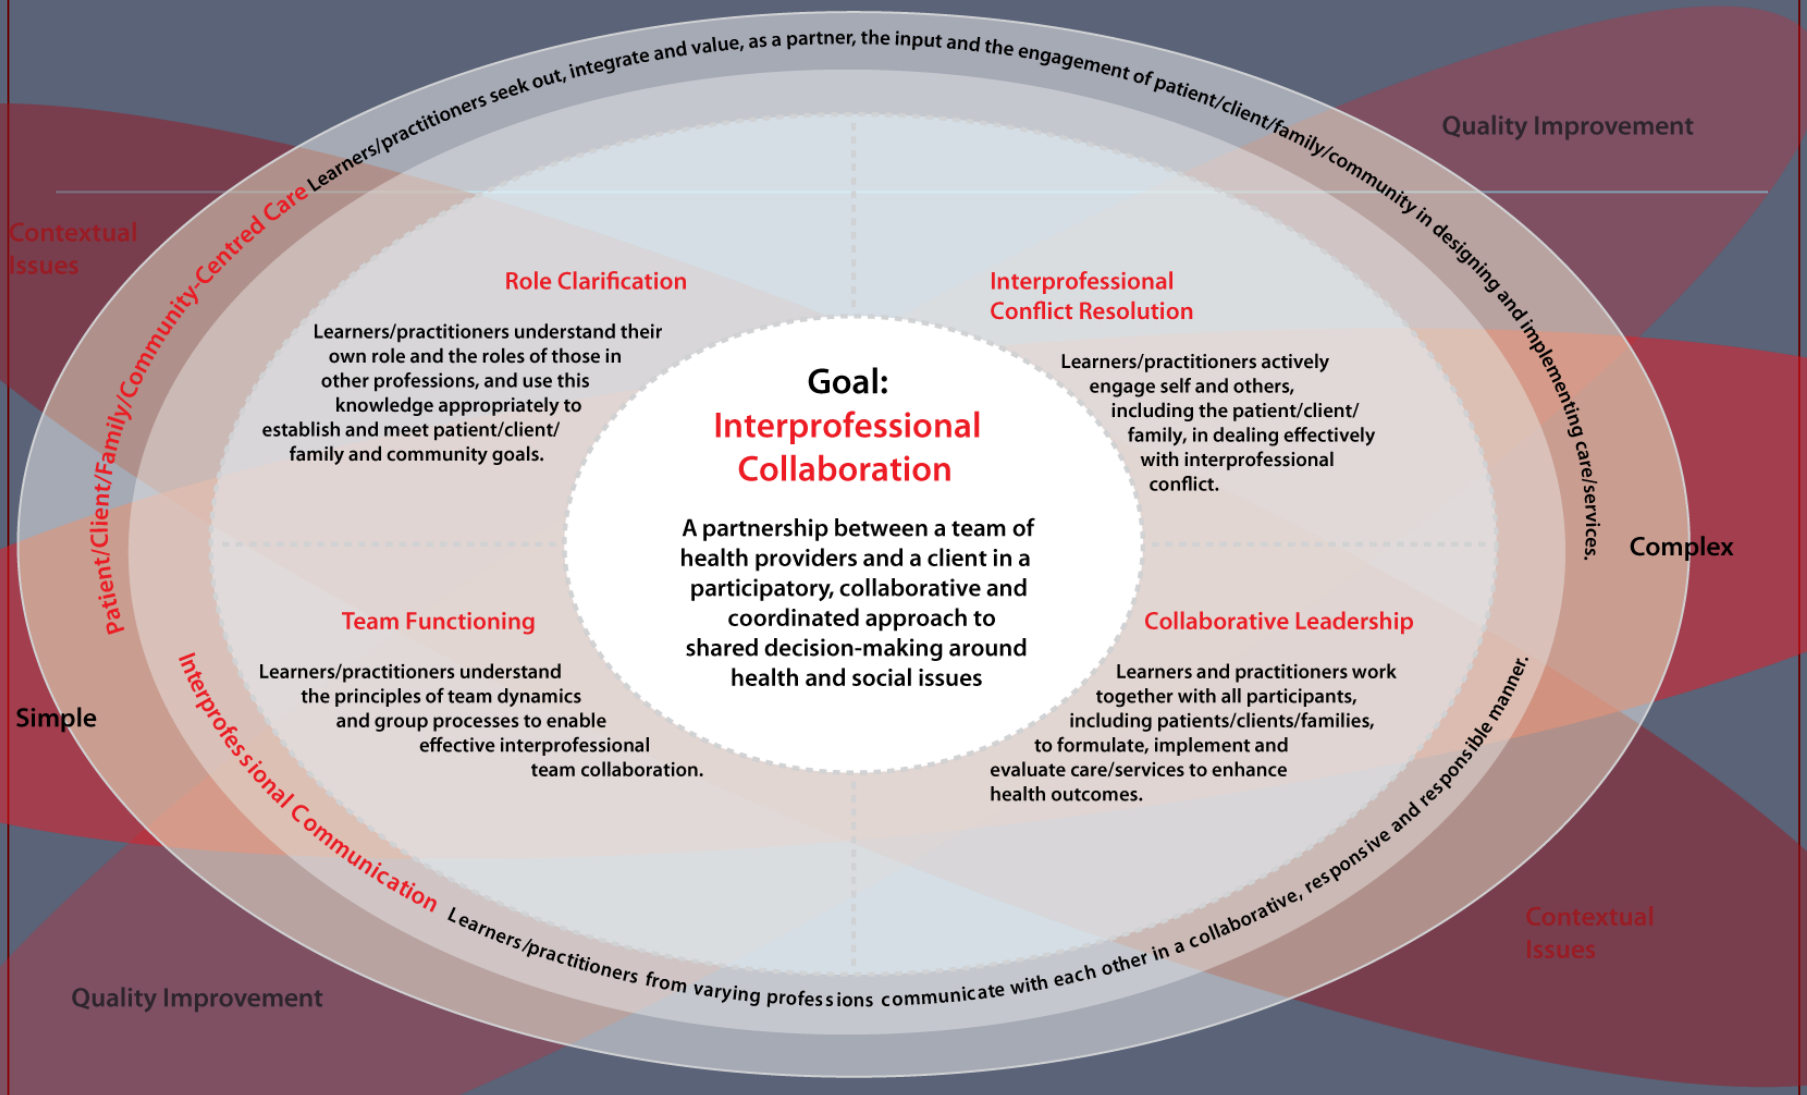 Patient/Client/Family/Community-Centred Care Learners/practitioners seek out, integrate and value, as a partner, the input and the engagement of patient/client/family/community in designing and implementing care/services.
Quality Improvement
Contextual
Issues
Role Clarification
Learners/practitioners understand their
own role and the roles of those in
other professions, and use this
knowledge appropriately to
establish and meet patient/client/
family and community goals.
Interprofessional
Conflict Resolution
Learners/practitioners actively
engage self and others,
including the patient/client/
family, in dealing effectively
with interprofessional
conflict.
Goal:
Interprofessional
Collaboration
A partnership between a team of
health providers and a client in a
participatory, collaborative and
coordinated approach to
shared decision-making around
health and social issues
Complex
Team Functioning
Learners/practitioners understand
the principles of team dynamics
and group processes to enable
effective interprofessional
team collaboration.
Collaborative Leadership
Learners and practitioners work
together with all participants,
including patients/clients/families,
to formulate, implement and
evaluate care/services to enhance
health outcomes.
Simple
Interprofessional Communication Learners/practitioners from varying professions communicate with each other in a collaborative, responsive and responsible manner.
Contextual
Issues
Quality Improvement